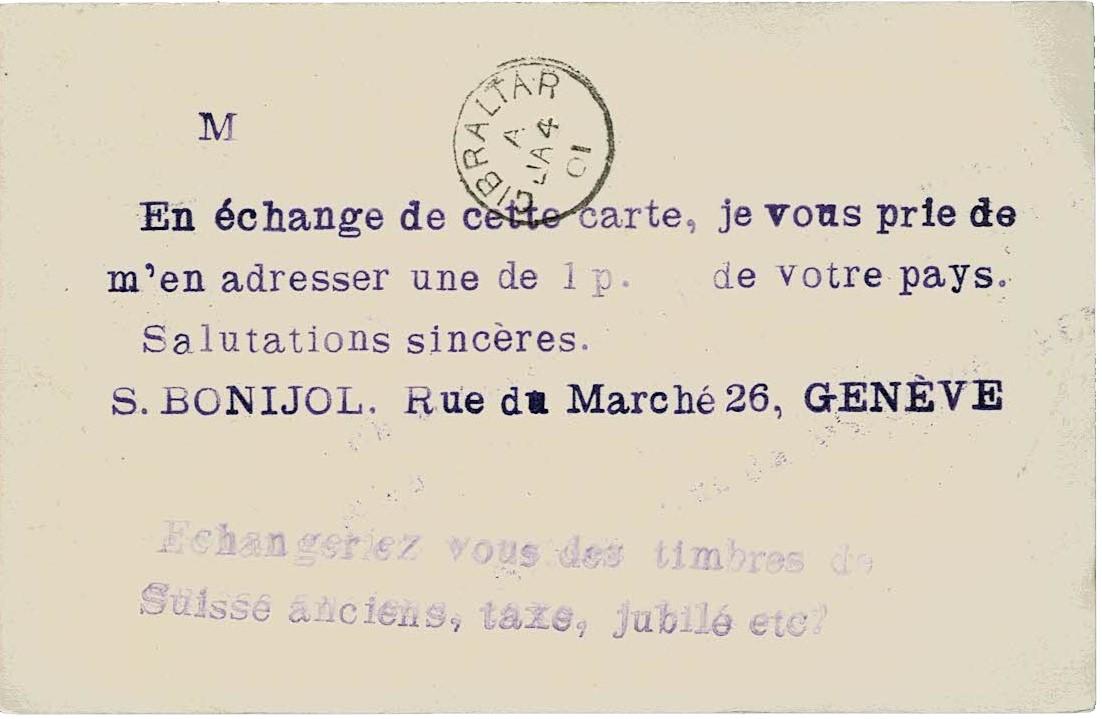 GIBRALTAR
A
JA 4
01
M
En échange de cette carte, je vous prie de
m'en adresser une de 1 p. de votre pays.
Salutations sincères.
S. BONIJOL. Rue du Marché 26, GENÈVE
Echangeriez vous des timbres de
Suisse anciens, taxe, jubilé etc?